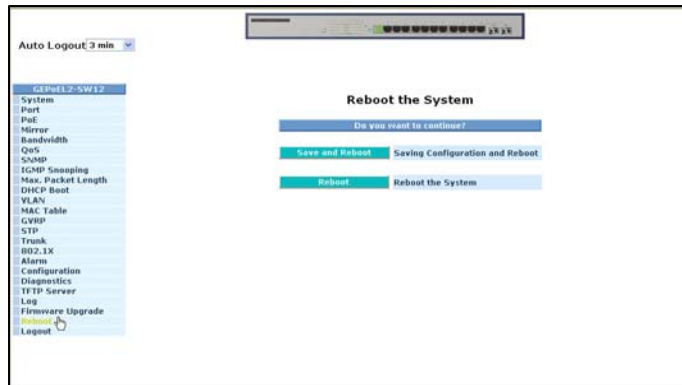 Auto Logout 3 min
GEPoEL2-SW12
System
Port
PoE
Mirror
Bandwidth
QoS
SNMP
IGMP Snooping
Max. Packet Length
DHCP Boot
VLAN
MAC Table
GVRP
STP
Trunk
802.1X
Alarm
Configuration
Diagnostics
TFTP Server
Log
Firmware Upgrade
Reboot
Logout
Reboot the System
Do you want to continue?
Save and Reboot Saving Configuration and Reboot
Reboot Reboot the System